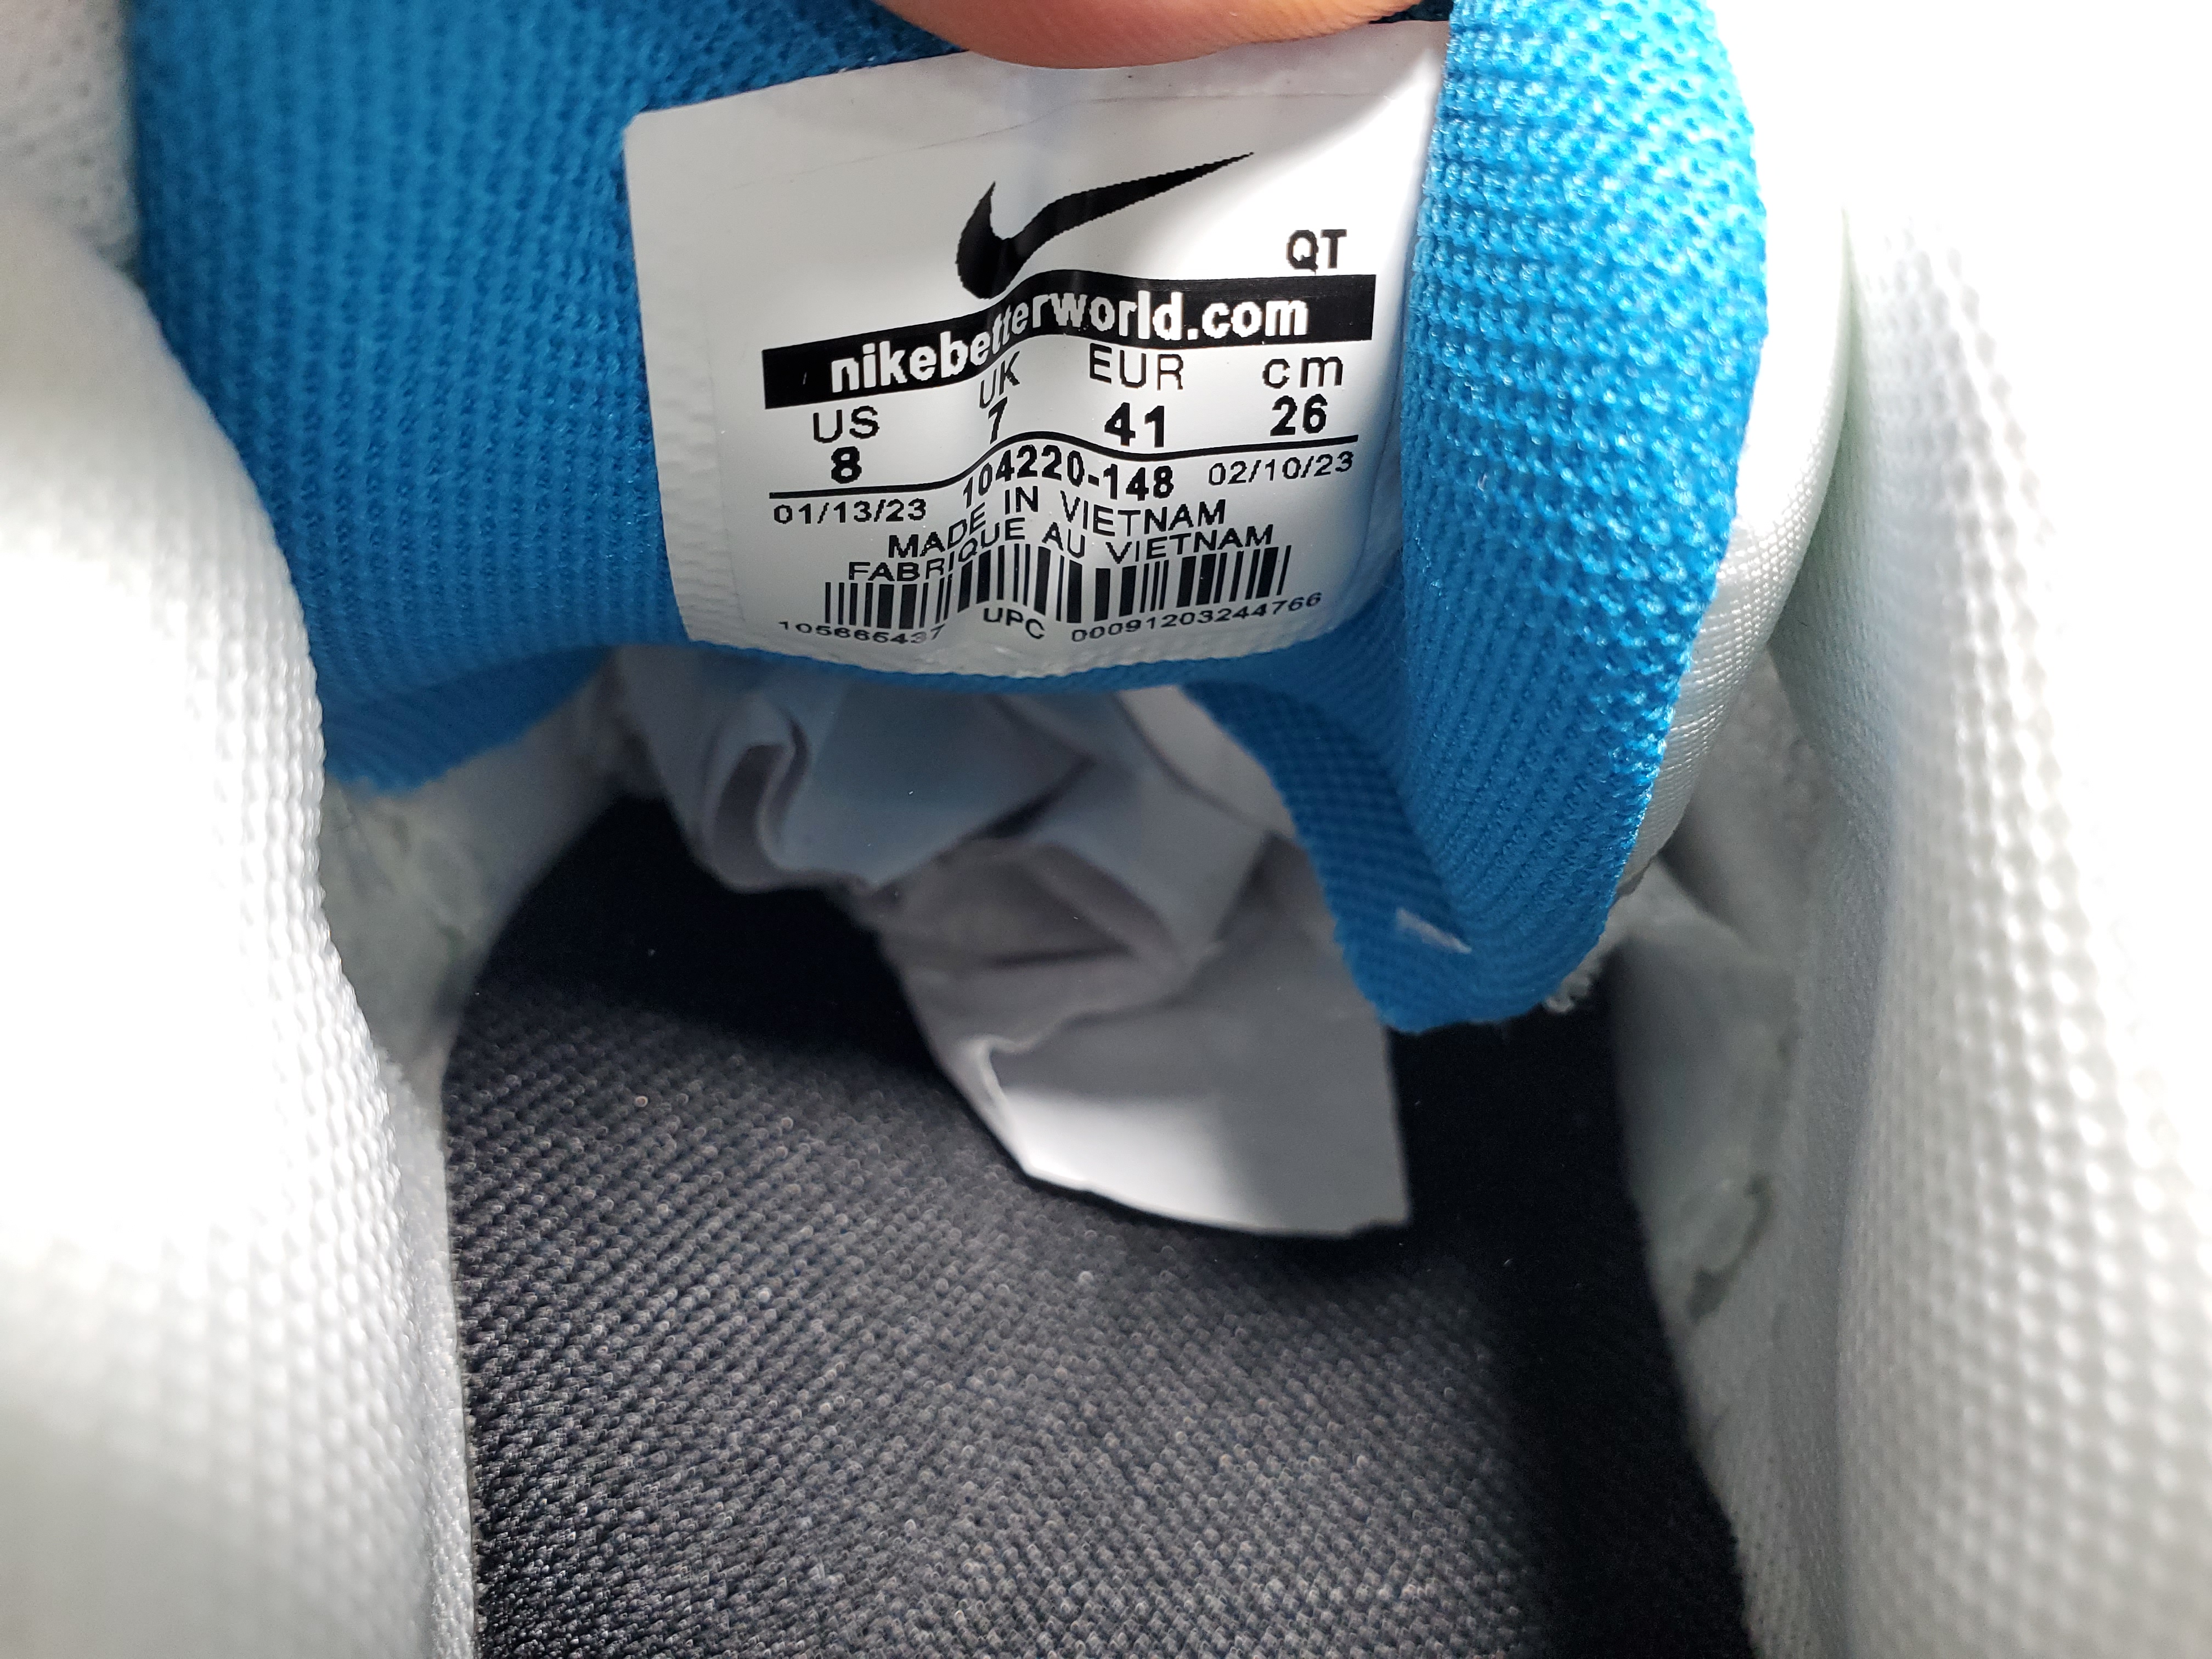 QT
nikebetterworld.com
US UK EUR cm
8 7 41 26
01/13/23 104220-148 02/10/23
MADE IN VIETNAM
FABRIQUE AU VIETNAM
105665437 UPC 00091203244766